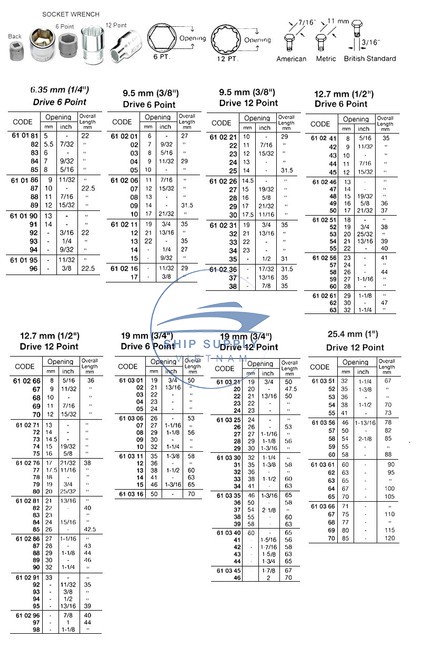 SOCKET WRENCH
Back
6 Point
12 Point
Opening
6 PT.
Opening
12 PT.
7/16"
11 mm
3/16"
American
Metric
British Standard
6.35 mm (1/4")
Drive 6 Point
CODE Opening Overall Length mm
mm inch
61 01 81 5 - 22
82 5.5 7/32 "
83 6 - "
84 7 9/32 "
85 8 5/16 "
61 01 86 9 11/32 "
87 10 - 22.5
88 11 7/16 "
89 12 15/32 "
61 01 90 13 - "
91 14 - "
92 - 3/16 22
93 - 1/4 "
94 - 9/32 "
61 01 95 - 11/32 "
96 - 3/8 22.5
9.5 mm (3/8")
Drive 6 Point
CODE Opening Overall Length mm
mm inch
61 02 01 6 - 27
02 7 9/32 "
03 8 5/16 "
04 9 11/32 29
05 10 - "
61 02 06 11 7/16 "
07 12 15/32 "
08 13 - "
09 14 - 31.5
10 17 21/32 "
61 02 11 19 3/4 35
12 21 13/16 "
13 22 - 35
14 - 1/4 27
15 - 9/32 "
61 02 16 - 11/32 29
17 - 3/8 "
9.5 mm (3/8")
Drive 12 Point
CODE Opening Overall Length mm
mm inch
61 02 21 10 - 29
22 11 7/16 "
23 12 15/32 "
24 13 - "
25 14 - 31.5
61 02 26 14.5 - "
27 15 19/32 "
28 16 - "
29 17 - "
30 17.5 11/16 "
61 02 31 19 3/4 35
32 21 13/16 "
33 22 - "
34 23 - "
35 - 1/2 31
61 02 36 - 17/32 31.5
37 - 13/16 35
38 - 7/8 35
12.7 mm (1/2")
Drive 6 Point
CODE Opening Overall Length mm
mm inch
61 02 41 8 5/16 35
42 9 11/32 "
43 10 - "
44 11 7/16 "
45 12 15/32 "
61 02 46 13 - "
47 14 - "
48 15 19/32 "
49 16 5/8 36
50 17 21/32 37
61 02 51 18 - "
52 19 3/4 38
53 20 25/32 "
54 21 13/16 39
55 22 - 40
61 02 56 23 - 41
57 24 - "
58 26 - 44
59 27 1-1/16 "
60 28 - "
61 02 61 29 1-1/8 "
62 30 - 47
63 32 1-1/4 "
12.7 mm (1/2")
Drive 12 Point
CODE Opening Overall Length mm
mm inch
61 02 66 8 5/16 36
67 9 11/32 "
68 10 - "
69 11 7/16 "
70 12 15/32 "
61 02 71 13 - "
72 14 - "
73 14.5 - "
74 15 19/32 "
75 16 5/8 "
61 02 76 17 21/32 38
77 17.5 11/16 "
78 18 - "
79 19 3/4 "
80 20 25/32 "
61 02 81 21 13/16 "
82 22 - 40
83 23 - "
84 24 15/16 "
85 26 - 42.5
61 02 86 27 1-1/16 "
87 28 - "
88 29 1-1/8 44
89 30 - 46
90 32 1-1/4 "
61 02 91 33 - "
92 - 11/32 35
93 - 3/8 "
94 - 1/2 "
95 - 13/16 39
61 02 96 - 7/8 40
97 - 1 44
98 - 1-1/8 "
19 mm (3/4")
Drive 6 Point
CODE Opening Overall Length mm
mm inch
61 03 01 19 3/4 50
02 21 13/16 "
03 22 - "
04 23 - "
05 24 - "
61 03 06 26 - 53
07 27 1-1/16 "
08 29 1-1/8 56
09 30 - "
10 32 1-1/4 "
61 03 11 35 1-3/8 58
12 36 - "
13 38 1-1/2 60
14 41 - 63
15 46 1-3/16 65
61 03 16 50 - 70
19 mm (3/4")
Drive 12 Point
CODE Opening Overall Length mm
mm inch
61 03 21 19 3/4 50
20 20 - 47.5
22 21 13/16 50
23 22 - "
24 23 - "
61 03 25 24 - "
26 26 - 53
27 27 1-1/16 "
28 29 1-1/8 56
29 30 1-3/16 "
61 03 30 32 1-1/4 "
31 35 1-3/8 58
32 36 - "
33 38 1-1/2 60
34 41 - 63
61 03 35 46 1-3/16 65
36 50 - 58
37 54 2-1/8 -
38 55 - 60
39 58 - 63
61 03 40 60 - 65
41 - 1-5/16 56
42 - 1-7/16 58
43 - 1-5/8 63
44 - 1-3/4 65
61 03 45 - 1-7/8 67
46 - 2 70
25.4 mm (1")
Drive 12 Point
CODE Opening Overall Length mm
mm inch
61 03 51 32 1-1/4 67
52 35 1-3/8 "
53 36 - "
54 38 1-1/2 70
55 41 - 73
61 03 56 46 1-13/16 78
57 50 - 82
58 54 2-1/8 85
59 55 - "
60 58 - 88
61 03 61 60 - 90
62 63 - 95
63 65 - "
64 67 - 100
65 70 - 105
61 03 66 71 - "
67 75 - 110
68 77 - "
69 80 - 115
70 85 - 120
SHIP SUPPLY
VIETNAM